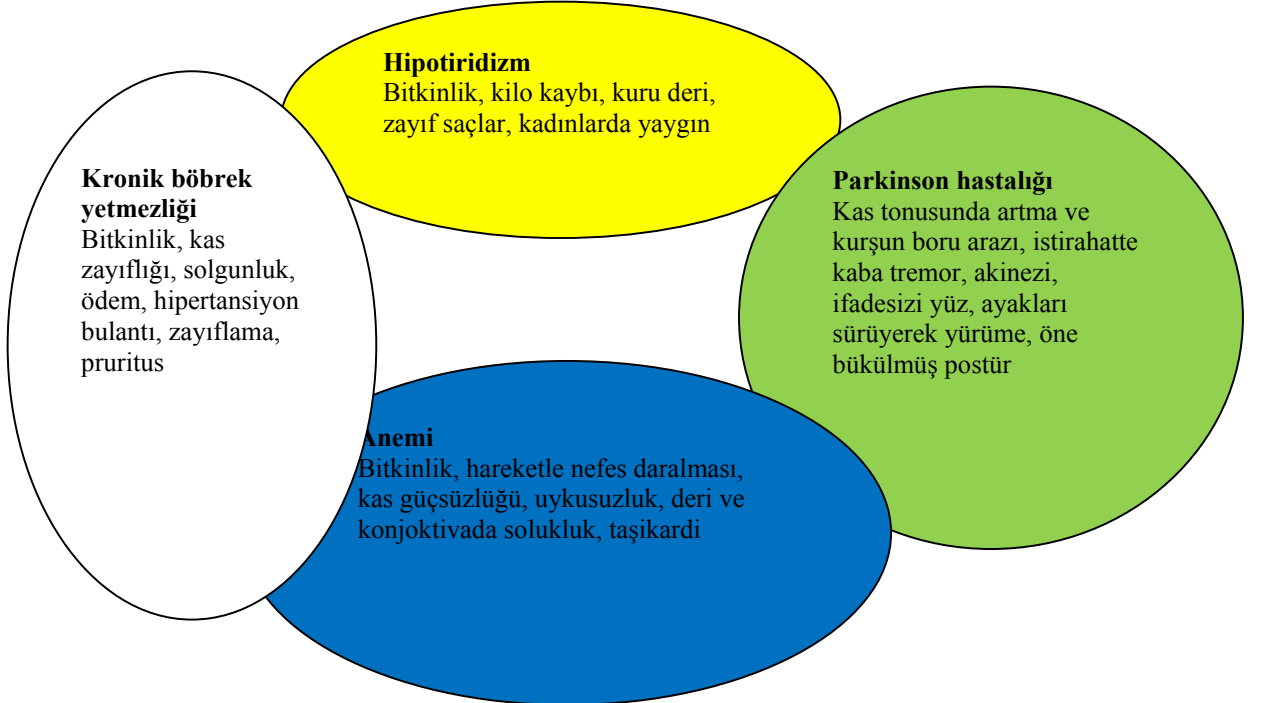 Hipotiridizm
Bitkinlik, kilo kaybı, kuru deri,
zayıf saçlar, kadınlarda yaygın
Kronik böbrek
yetmezliği
Bitkinlik, kas
zayıflığı, solgunluk,
ödem, hipertansiyon
bulantı, zayıflama,
pruritus
Parkinson hastalığı
Kas tonusunda artma ve
kurşun boru arazı, istirahatte
kaba tremor, akinezi,
ifadesizi yüz, ayakları
sürüyerek yürüme, öne
bükülmüş postür
Anemi
Bitkinlik, hareketle nefes daralması,
kas güçsüzlüğü, uykusuzluk, deri ve
konjoktivada solukluk, taşikardi